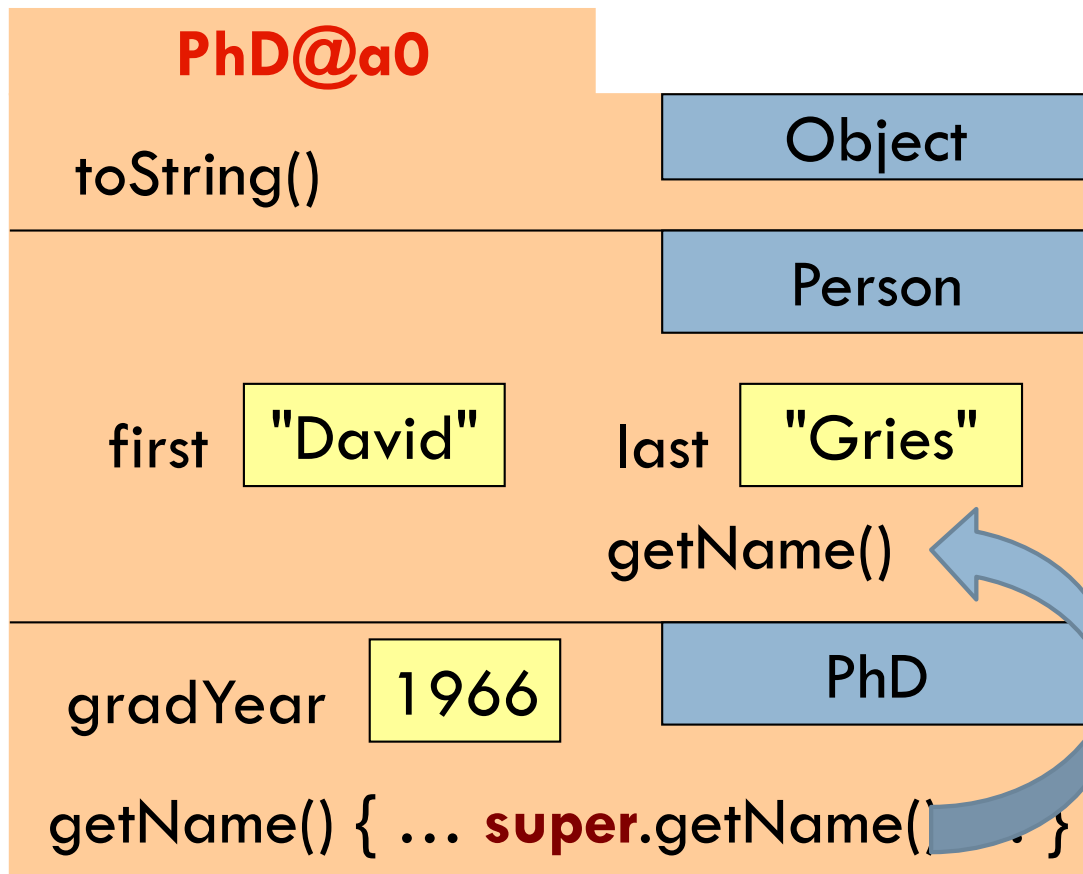 PhD@a0
Object
toString()
Person
first "David" last "Gries"
getName()
gradYear 1966 PhD
getName() { … super.getName() }